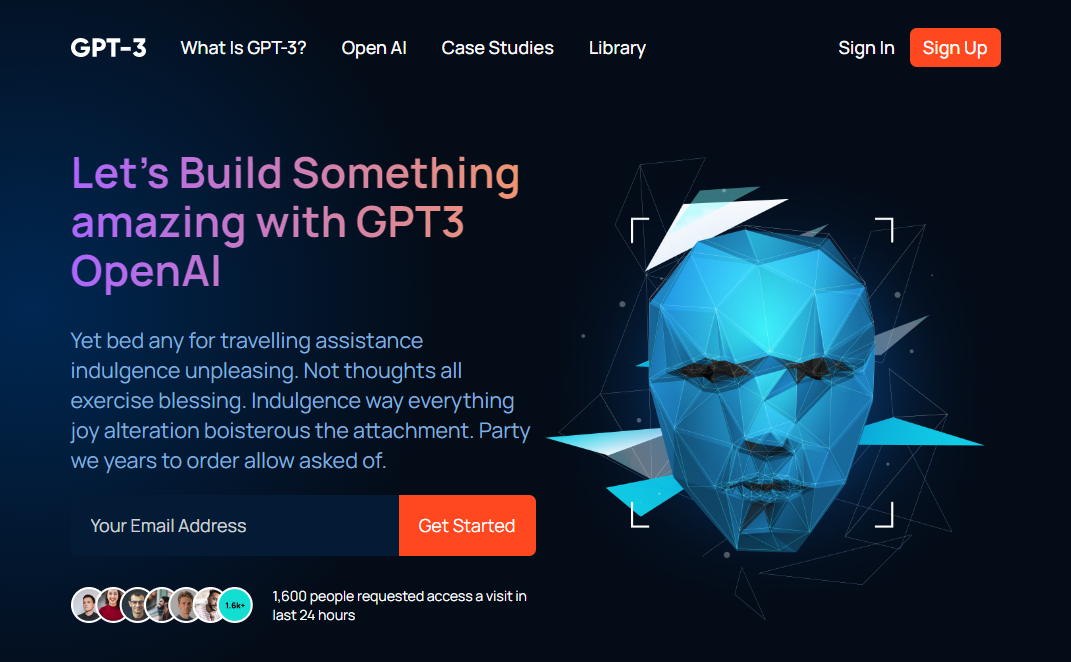 GPT-3 What Is GPT-3? Open AI Case Studies Library Sign In Sign Up
Let's Build Something
amazing with GPT3
OpenAI
Yet bed any for travelling assistance
indulgence unpleasing. Not thoughts all
exercise blessing. Indulgence way everything
joy alteration boisterous the attachment. Party
we years to order allow asked of.
Your Email Address Get Started
1.6k+
1,600 people requested access a visit in
last 24 hours